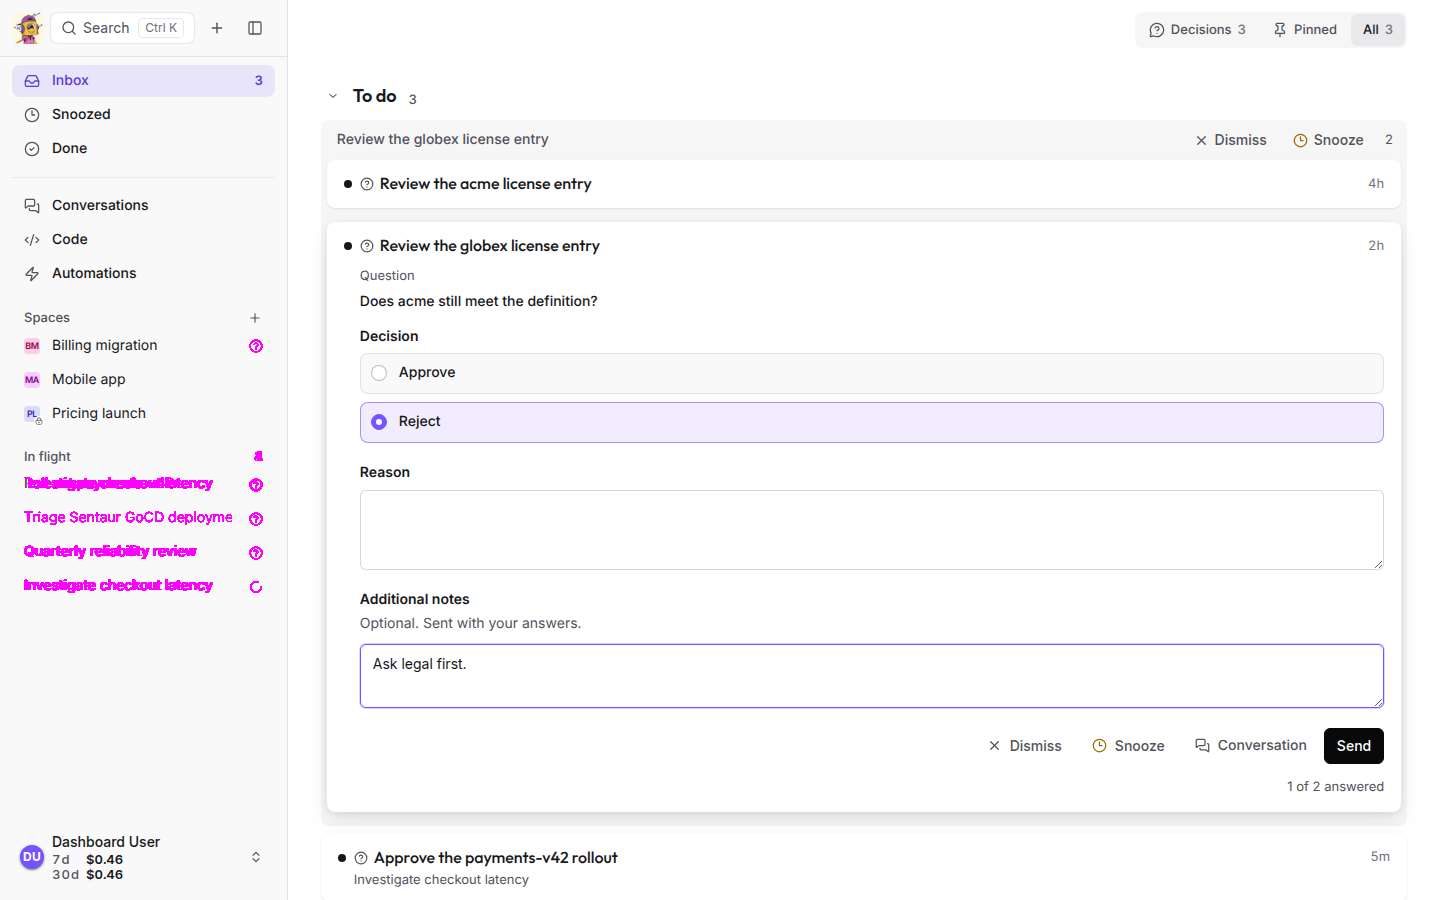 Search Ctrl K
Inbox 3
Snoozed
Done
Conversations
Code
Automations
Spaces
BM Billing migration
MA Mobile app
PL Pricing launch
In flight
Triage Sentaur GoCD deployme
Quarterly reliability review
Investigate checkout latency
DU Dashboard User
7d $0.46
30d $0.46
Decisions 3 Pinned All 3
To do 3
Review the globex license entry Dismiss Snooze 2
Review the acme license entry 4h
Review the globex license entry 2h
Question
Does acme still meet the definition?
Decision
Approve
Reject
Reason
Additional notes
Optional. Sent with your answers.
Ask legal first.
Dismiss Snooze Conversation Send
1 of 2 answered
Approve the payments-v42 rollout 5m
Investigate checkout latency